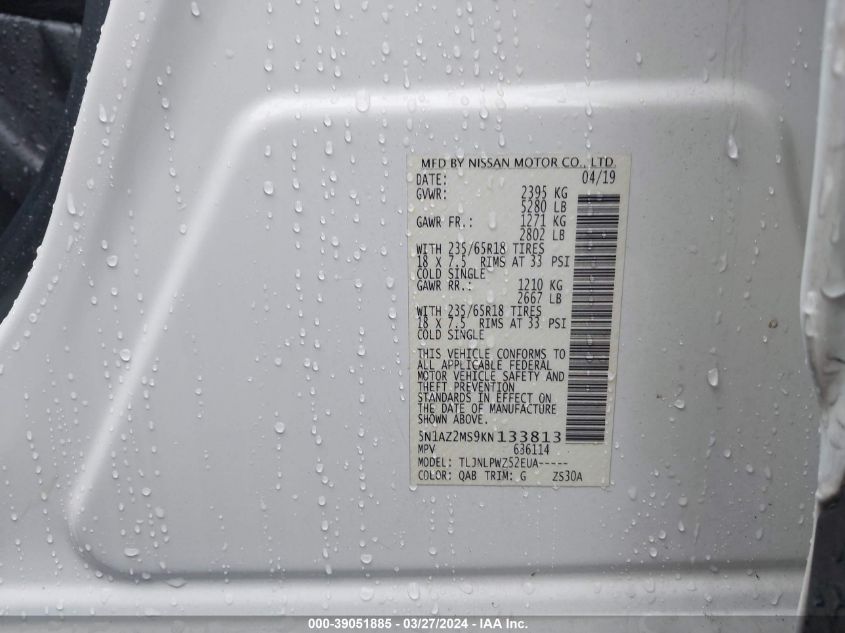 MFD BY NISSAN MOTOR CO., LTD.
DATE: 04/19
GVWR: 2395 KG
5280 LB
GAWR FR.: 1271 KG
2802 LB
WITH 235/65R18 TIRES
18 X 7.5 RIMS AT 33 PSI
COLD SINGLE
GAWR RR.: 1210 KG
2667 LB
WITH 235/65R18 TIRES
18 X 7.5 RIMS AT 33 PSI
COLD SINGLE
THIS VEHICLE CONFORMS TO
ALL APPLICABLE FEDERAL
MOTOR VEHICLE SAFETY AND
THEFT PREVENTION
STANDARDS IN EFFECT ON
THE DATE OF MANUFACTURE
SHOWN ABOVE.
5N1AZ2MS9KN133813
MPV 636114
MODEL: TLJNLPWZS2EUA-----
COLOR: QAB TRIM: G ZS30A
000-39051885 - 03/27/2024 - IAA Inc.